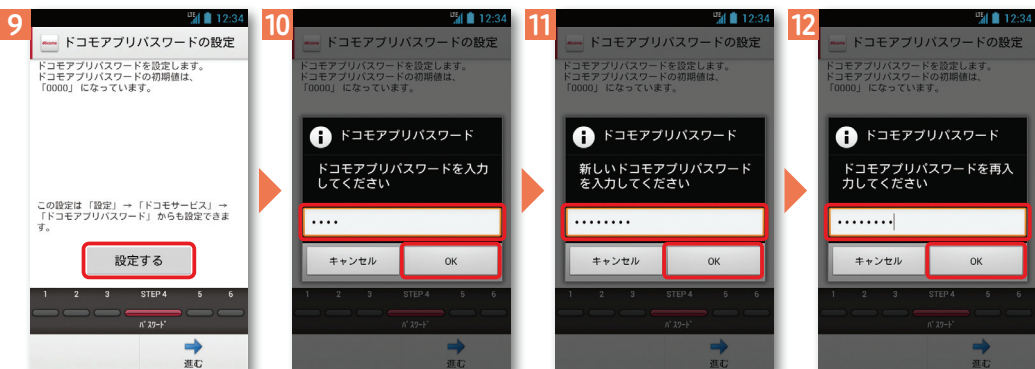 9
LTE 12:34
docomo ドコモアプリパスワードの設定
ドコモアプリパスワードを設定します。
ドコモアプリパスワードの初期値は、
「0000」 になっています。
この設定は 「設定」 → 「ドコモサービス」 →
「ドコモアプリパスワード」 からも設定できま
す。
設定する
1 2 3 STEP 4 5 6
パスワード
進む
10
LTE 12:34
docomo ドコモアプリパスワードの設定
ドコモアプリパスワードを設定します。
ドコモアプリパスワードの初期値は、
「0000」 になっています。
ドコモアプリパスワード
ドコモアプリパスワードを入力
してください
••••
キャンセル OK
1 2 3 STEP 4 5 6
パスワード
進む
11
LTE 12:34
docomo ドコモアプリパスワードの設定
ドコモアプリパスワードを設定します。
ドコモアプリパスワードの初期値は、
「0000」 になっています。
ドコモアプリパスワード
新しいドコモアプリパスワード
を入力してください
••••••••
キャンセル OK
1 2 3 STEP 4 5 6
パスワード
進む
12
LTE 12:34
docomo ドコモアプリパスワードの設定
ドコモアプリパスワードを設定します。
ドコモアプリパスワードの初期値は、
「0000」 になっています。
ドコモアプリパスワード
ドコモアプリパスワードを再入
力してください
••••••••
キャンセル OK
1 2 3 STEP 4 5 6
パスワード
進む